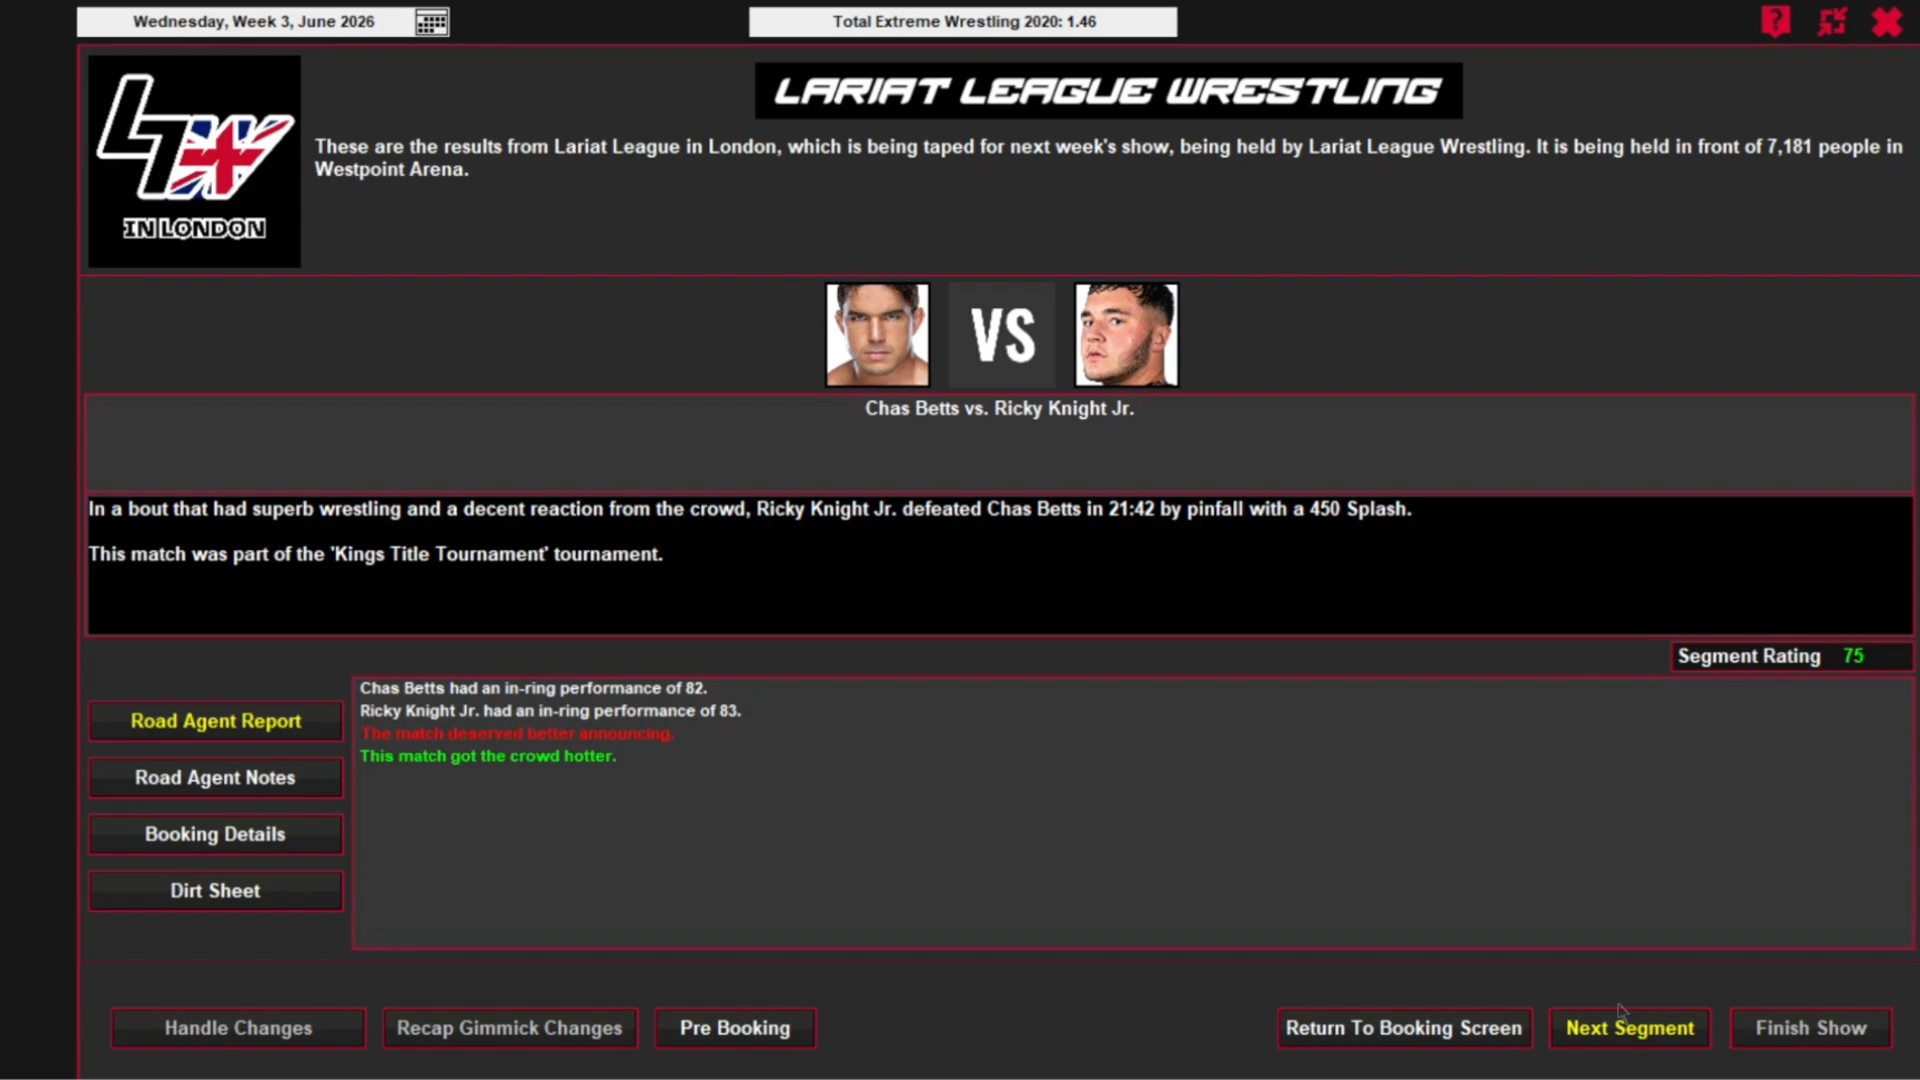 Wednesday, Week 3, June 2026
Total Extreme Wrestling 2020: 1.46
?
LLW
IN LONDON
LARIAT LEAGUE WRESTLING
These are the results from Lariat League in London, which is being taped for next week's show, being held by Lariat League Wrestling. It is being held in front of 7,181 people in
Westpoint Arena.
VS
Chas Betts vs. Ricky Knight Jr.
In a bout that had superb wrestling and a decent reaction from the crowd, Ricky Knight Jr. defeated Chas Betts in 21:42 by pinfall with a 450 Splash.
This match was part of the 'Kings Title Tournament' tournament.
Segment Rating 75
Road Agent Report
Road Agent Notes
Booking Details
Dirt Sheet
Chas Betts had an in-ring performance of 82.
Ricky Knight Jr. had an in-ring performance of 83.
The match deserved better announcing.
This match got the crowd hotter.
Handle Changes
Recap Gimmick Changes
Pre Booking
Return To Booking Screen
Next Segment
Finish Show